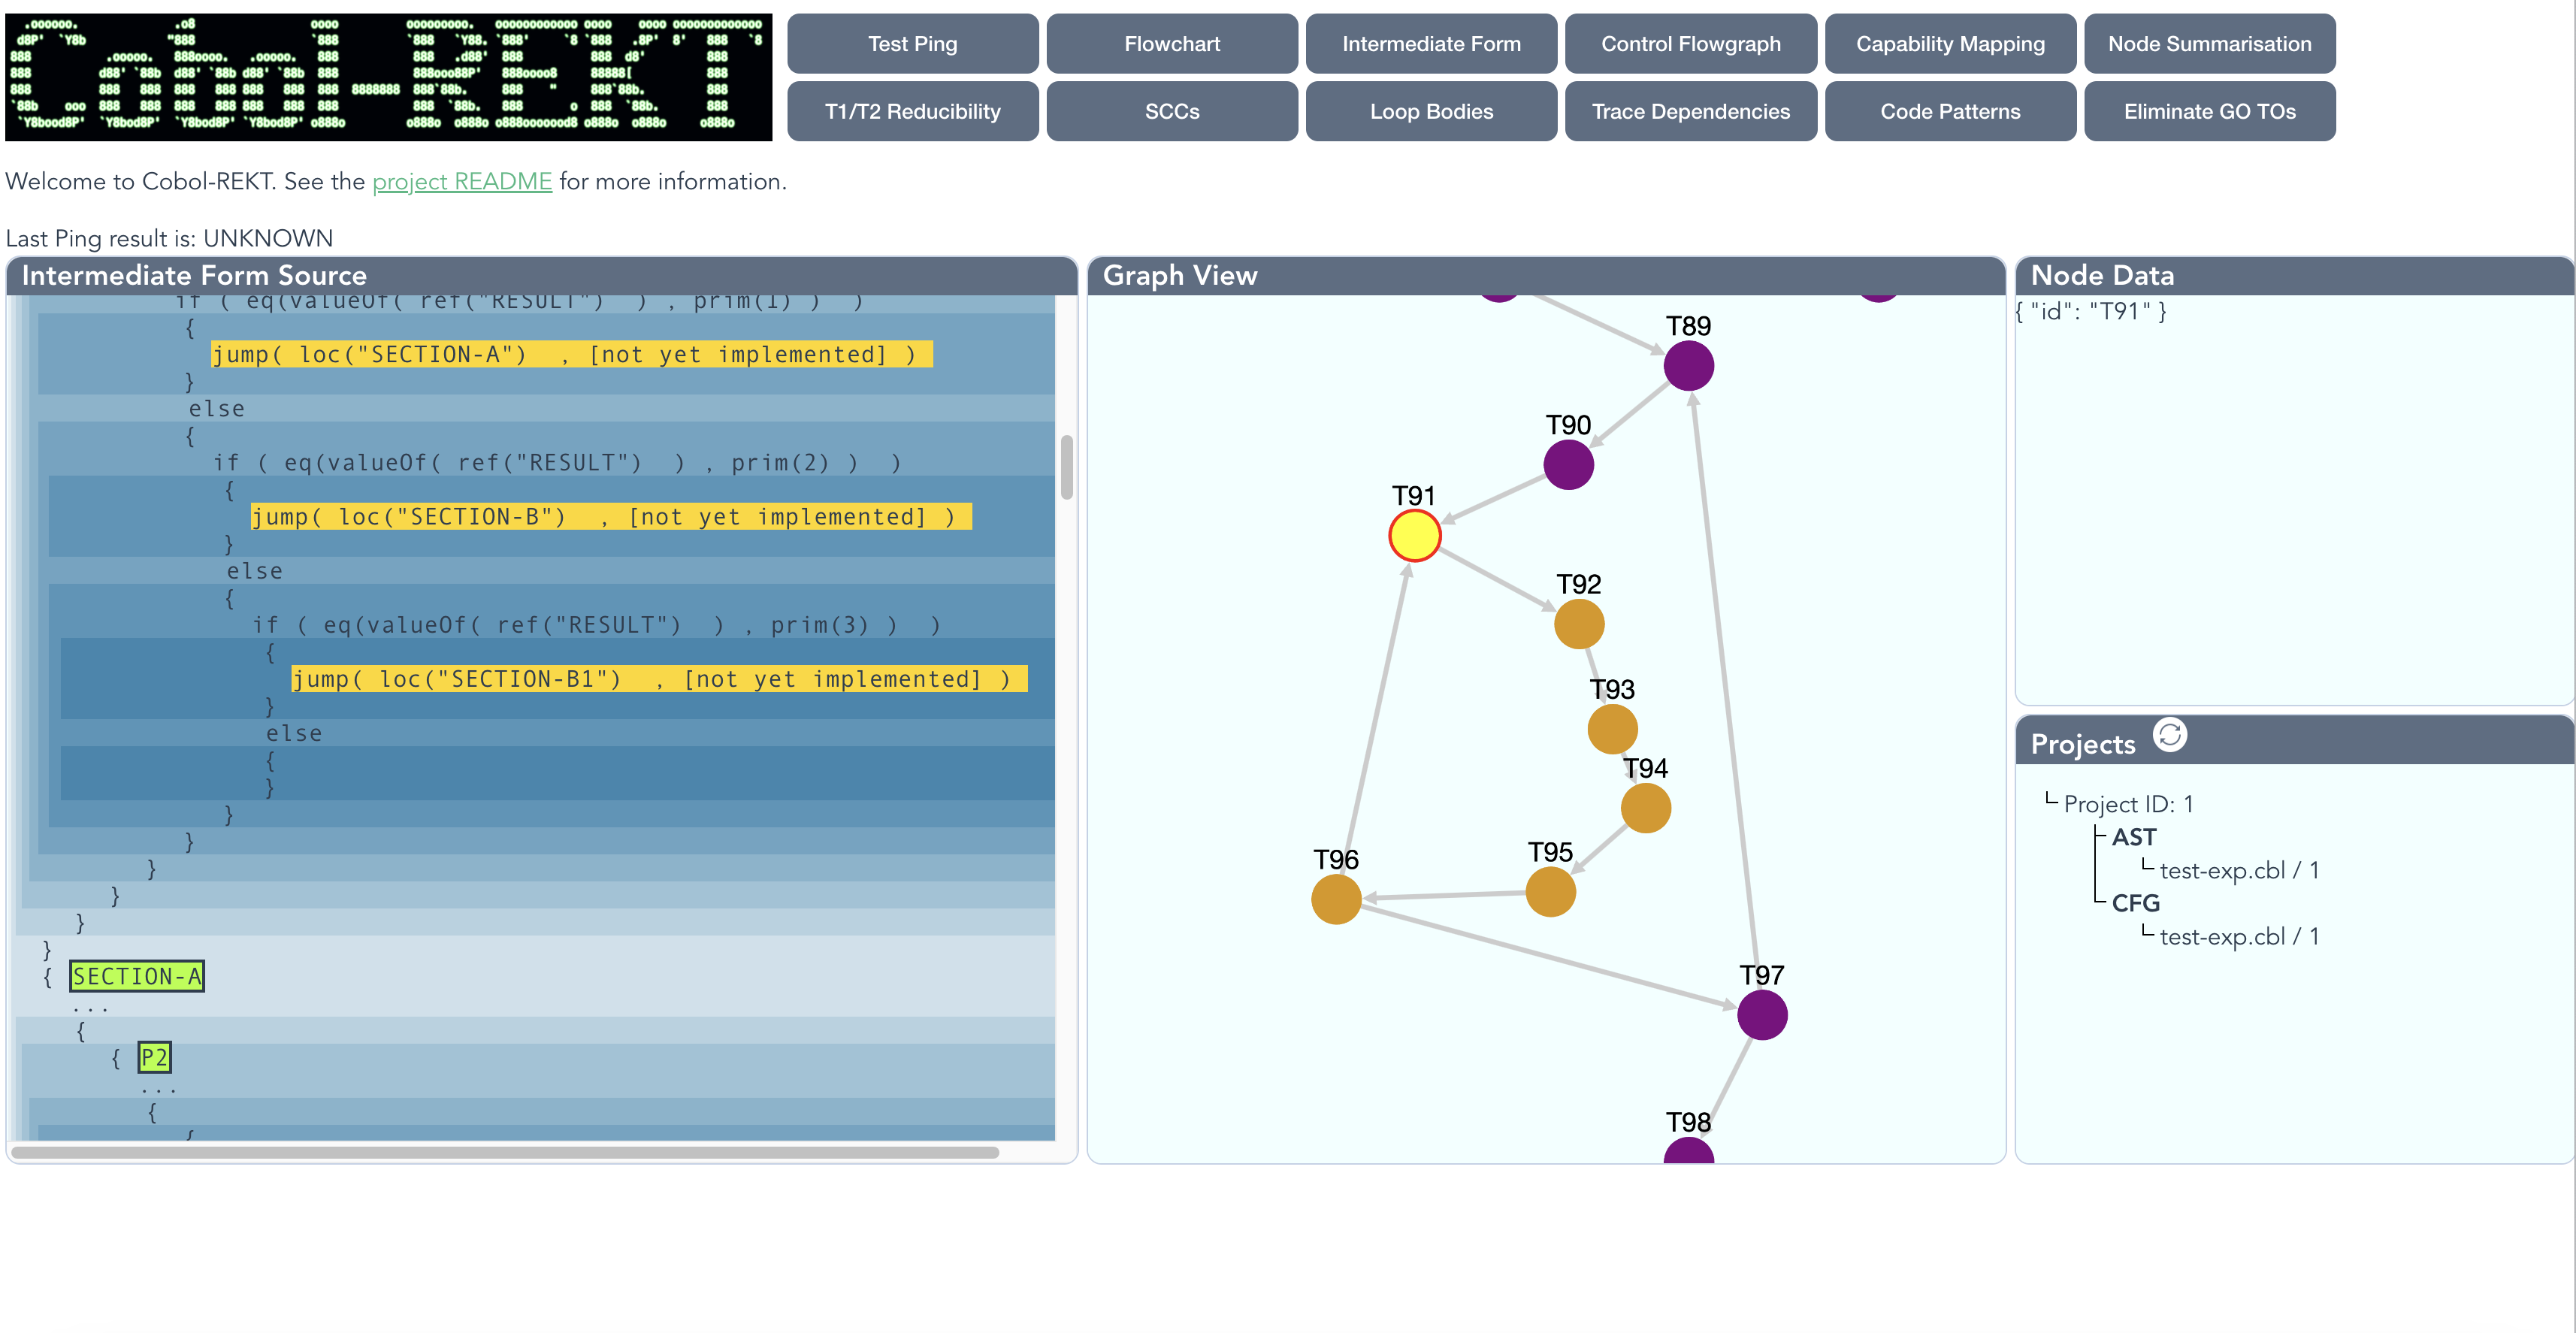 Cobol-REKT
Test Ping
Flowchart
Intermediate Form
Control Flowgraph
Capability Mapping
Node Summarisation
T1/T2 Reducibility
SCCs
Loop Bodies
Trace Dependencies
Code Patterns
Eliminate GO TOs
Welcome to Cobol-REKT. See the project README for more information.
Last Ping result is: UNKNOWN
Intermediate Form Source
if ( eq(valueOf( ref("RESULT")  ) , prim(1) )  )
{
jump( loc("SECTION-A")  , [not yet implemented] )
}
else
{
if ( eq(valueOf( ref("RESULT")  ) , prim(2) )  )
{
jump( loc("SECTION-B")  , [not yet implemented] )
}
else
{
if ( eq(valueOf( ref("RESULT")  ) , prim(3) )  )
{
jump( loc("SECTION-B1")  , [not yet implemented] )
}
else
{
}
}
}
}
}
}
}
{ SECTION-A
...
{
{ P2
...
{
{
Graph View
T89
T90
T91
T92
T93
T94
T95
T96
T97
T98
Node Data
{ "id": "T91" }
Projects
Project ID: 1
AST
test-exp.cbl / 1
CFG
test-exp.cbl / 1